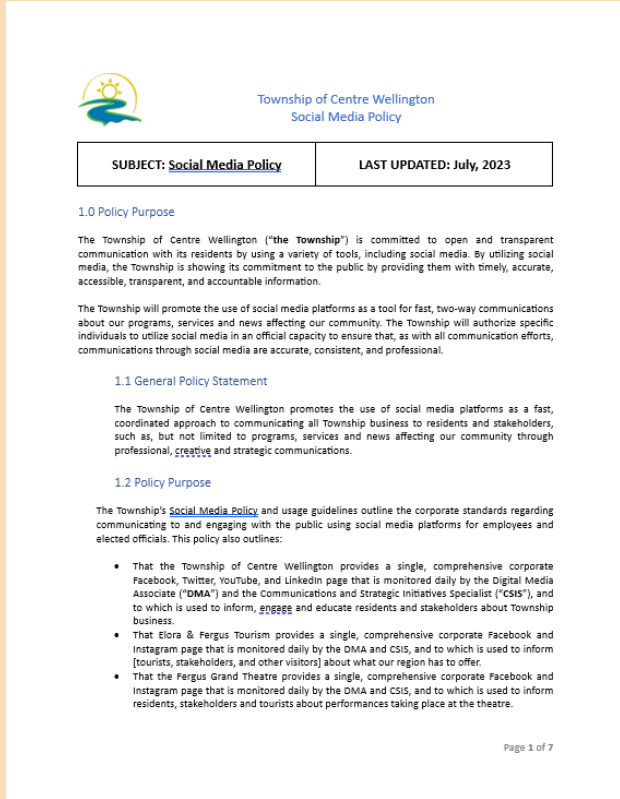 Township of Centre Wellington
Social Media Policy
SUBJECT: Social Media Policy
LAST UPDATED: July, 2023
1.0 Policy Purpose
The Township of Centre Wellington (“the Township”) is committed to open and transparent
communication with its residents by using a variety of tools, including social media. By utilizing social
media, the Township is showing its commitment to the public by providing them with timely, accurate,
accessible, transparent, and accountable information.
The Township will promote the use of social media platforms as a tool for fast, two-way communications
about our programs, services and news affecting our community. The Township will authorize specific
individuals to utilize social media in an official capacity to ensure that, as with all communication efforts,
communications through social media are accurate, consistent, and professional.
1.1 General Policy Statement
The Township of Centre Wellington promotes the use of social media platforms as a fast,
coordinated approach to communicating all Township business to residents and stakeholders,
such as, but not limited to programs, services and news affecting our community through
professional, creative and strategic communications.
1.2 Policy Purpose
The Township’s Social Media Policy and usage guidelines outline the corporate standards regarding
communicating to and engaging with the public using social media platforms for employees and
elected officials. This policy also outlines:
• That the Township of Centre Wellington provides a single, comprehensive corporate
Facebook, Twitter, YouTube, and LinkedIn page that is monitored daily by the Digital Media
Associate (“DMA”) and the Communications and Strategic Initiatives Specialist (“CSIS”), and
to which is used to inform, engage and educate residents and stakeholders about Township
business.
• That Elora & Fergus Tourism provides a single, comprehensive corporate Facebook and
Instagram page that is monitored daily by the DMA and CSIS, and to which is used to inform
[tourists, stakeholders, and other visitors] about what our region has to offer.
• That the Fergus Grand Theatre provides a single, comprehensive corporate Facebook and
Instagram page that is monitored daily by the DMA and CSIS, and to which is used to inform
residents, stakeholders and tourists about performances taking place at the theatre.
Page 1 of 7